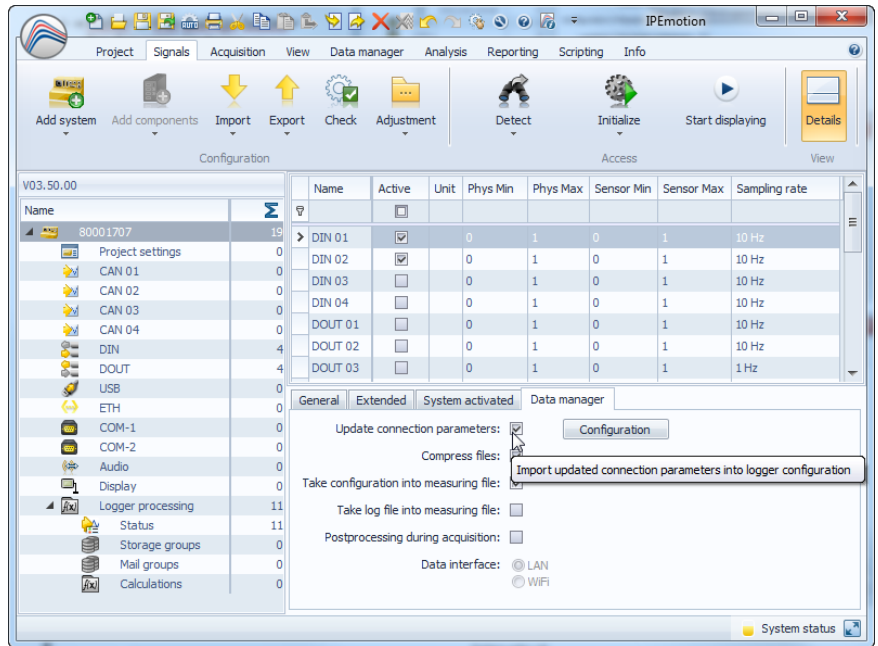 IPEmotion
Project Signals Acquisition View Data manager Analysis Reporting Scripting Info
Add system Add components Import Export Check Adjustment Detect Initialize Start displaying Details
Configuration Access View
V03.50.00
Name
80001707 19
Project settings 0
CAN 01 0
CAN 02 0
CAN 03 0
CAN 04 0
DIN 4
DOUT 4
USB 0
ETH 0
COM-1 0
COM-2 0
Audio 0
Display 0
Logger processing 11
Status 11
Storage groups 0
Mail groups 0
Calculations 0
Name Active Unit Phys Min Phys Max Sensor Min Sensor Max Sampling rate
DIN 01 0 1 0 1 10 Hz
DIN 02 0 1 0 1 10 Hz
DIN 03 0 1 0 1 10 Hz
DIN 04 0 1 0 1 10 Hz
DOUT 01 0 1 0 1 10 Hz
DOUT 02 0 1 0 1 10 Hz
DOUT 03 0 1 0 1 1 Hz
General Extended System activated Data manager
Update connection parameters: Configuration
Compress files:
Import updated connection parameters into logger configuration
Take configuration into measuring file:
Take log file into measuring file:
Postprocessing during acquisition:
Data interface: LAN
WiFi
System status